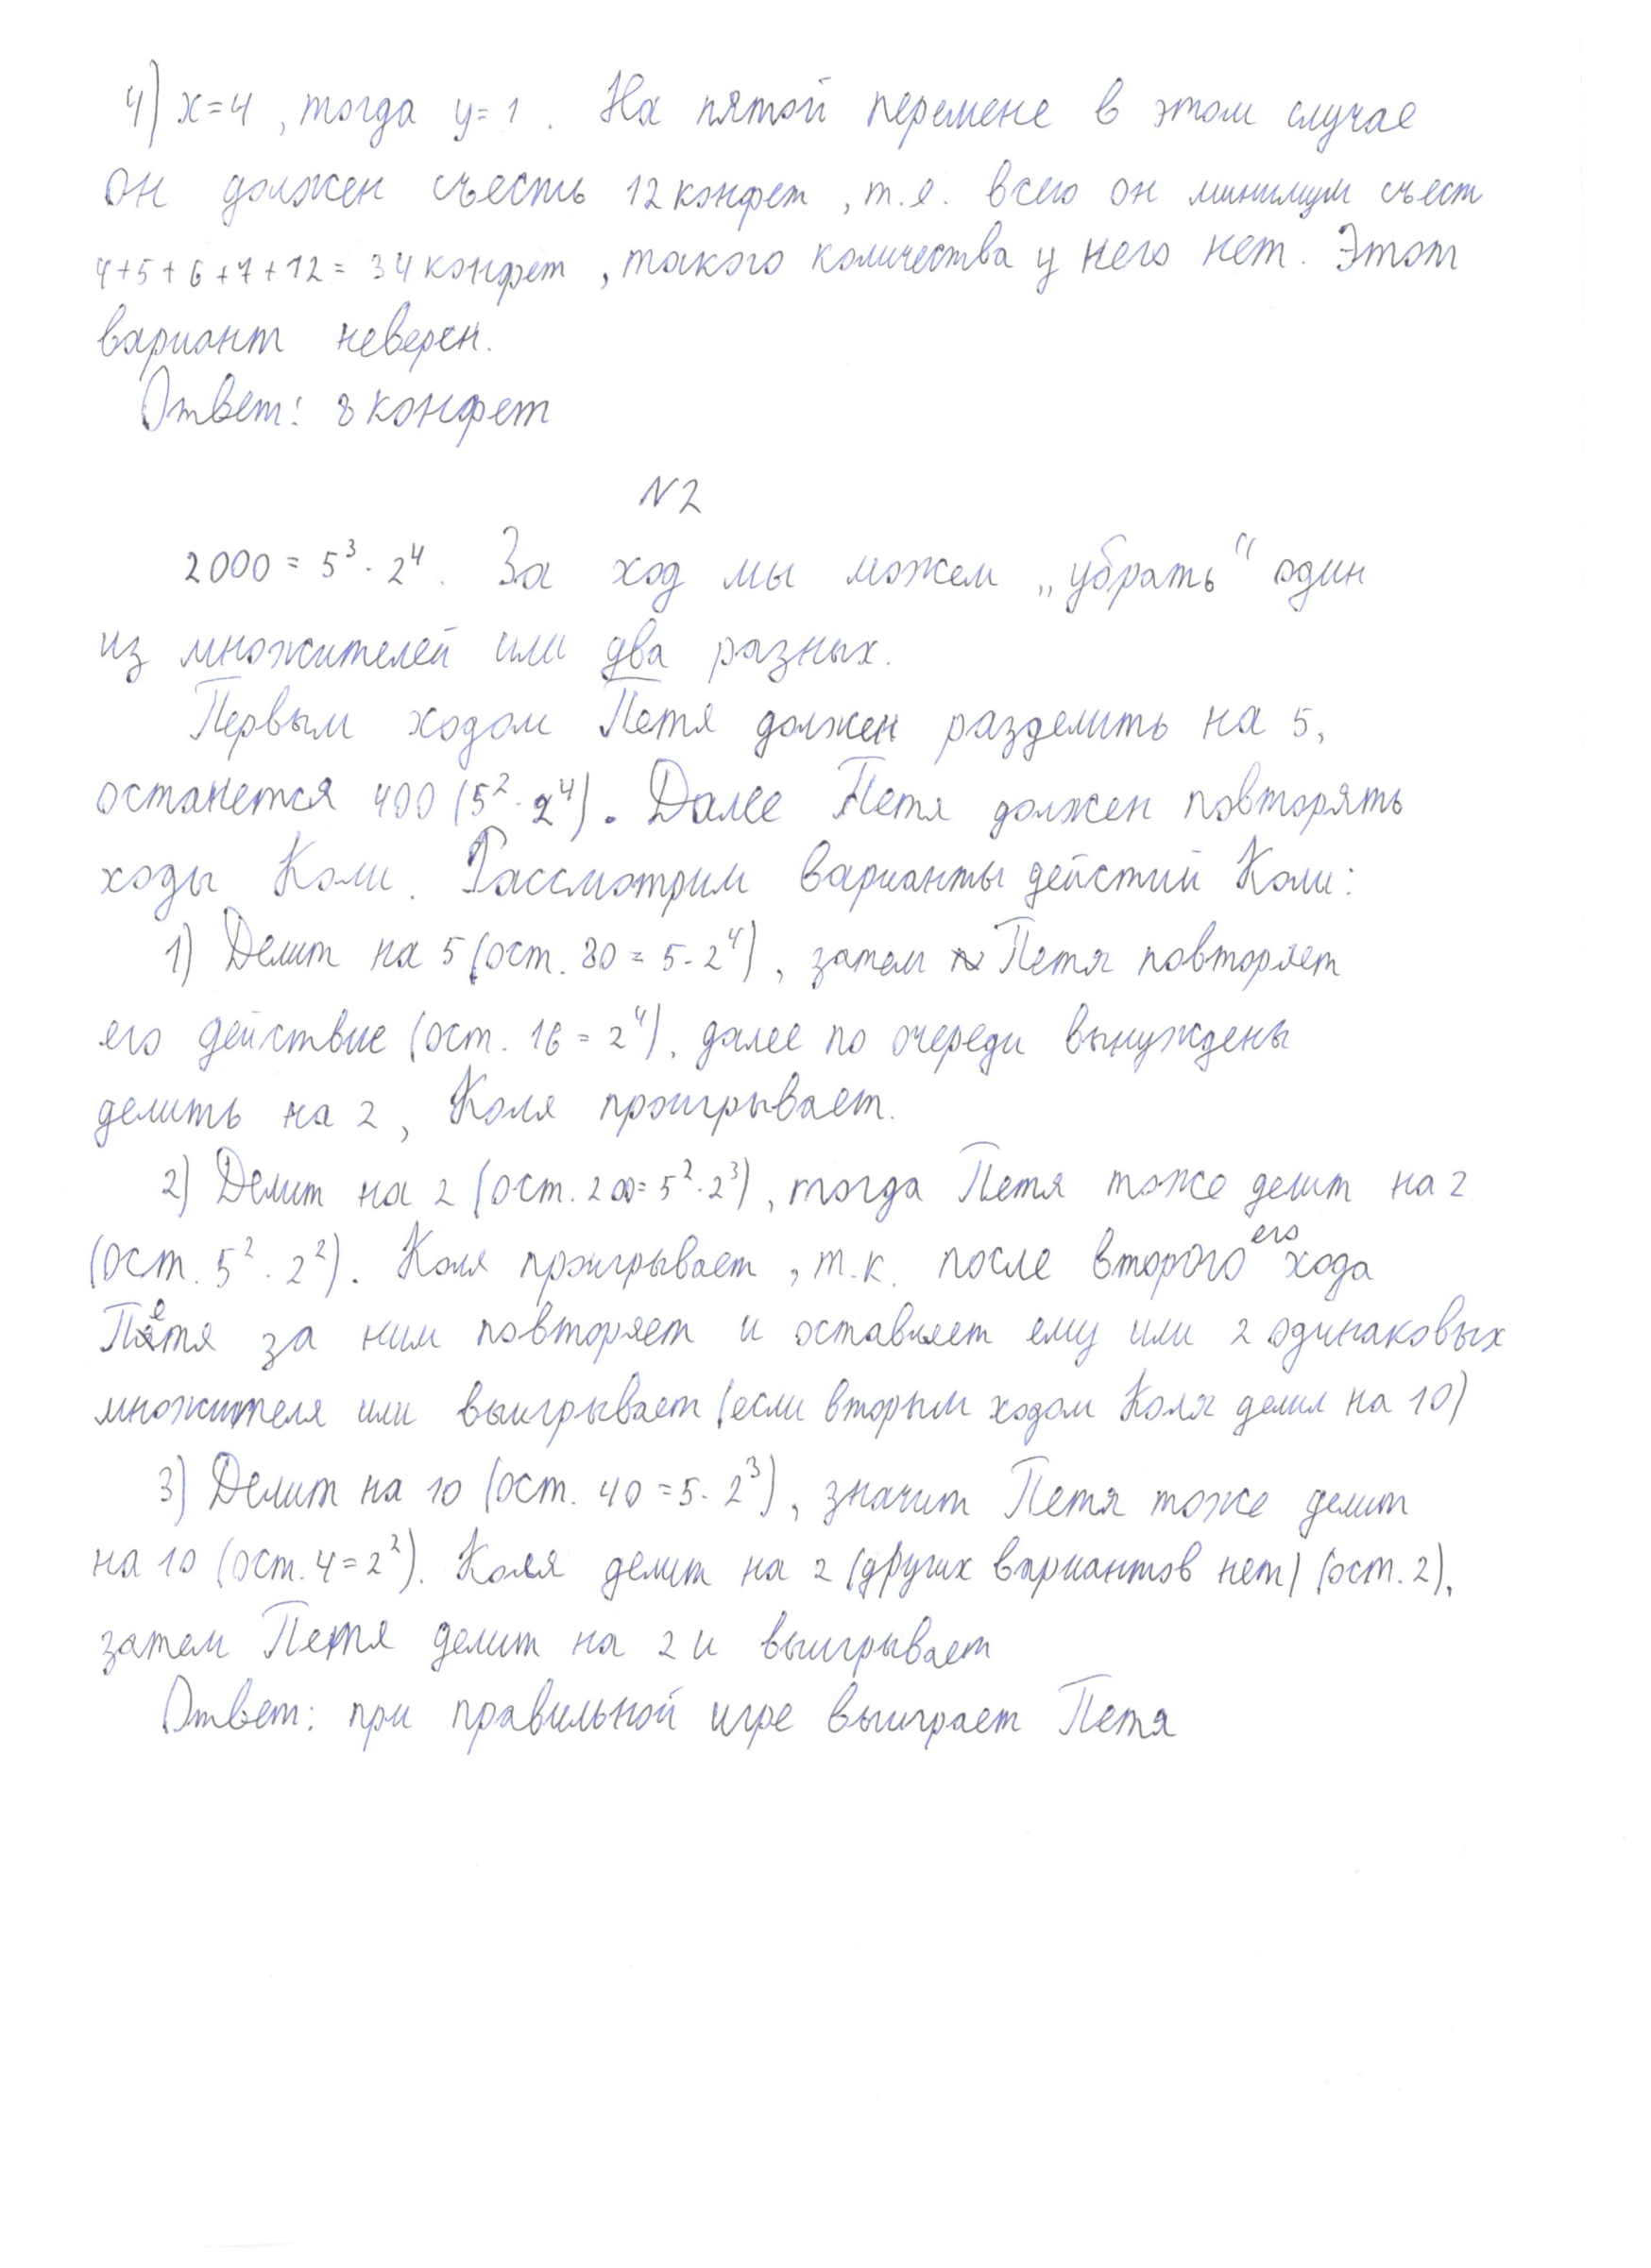 4) x=4, тогда y=1. На пятой перемене в этом случае
он должен съесть 12 конфет, т.е. всего он минимум съест
4+5+6+7+12=34 конфет, такого количества у него нет. Этот
вариант неверен.
Ответ: 8 конфет
N2
2000 = 5³·2⁴. За ход мы можем „убрать“ один
из множителей или два разных.
Первым ходом Петя должен разделить на 5,
останется 400 (5²·2⁴). Далее Петя должен повторять
ходы Коли. Рассмотрим варианты дейстий Коли:
1) Делит на 5 (ост. 80 = 5·2⁴), затем Петя повторяет
его действие (ост. 16 = 2⁴), далее по очереди вынуждены
делить на 2, Коля проигрывает.
2) Делит на 2 (ост. 200=5²·2³), тогда Петя тоже делит на 2
(ост. 5²·2²). Коля проигрывает, т.к. после второго его хода
Петя за ним повторяет и оставляет ему или 2 одинаковых
множителя или выигрывает (если вторым ходом Коля делил на 10)
3) Делит на 10 (ост. 40 = 5·2³), значит Петя тоже делит
на 10 (ост. 4=2²). Коля делит на 2 (других вариантов нет) (ост. 2),
затем Петя делит на 2 и выигрывает
Ответ: при правильной игре выиграет Петя